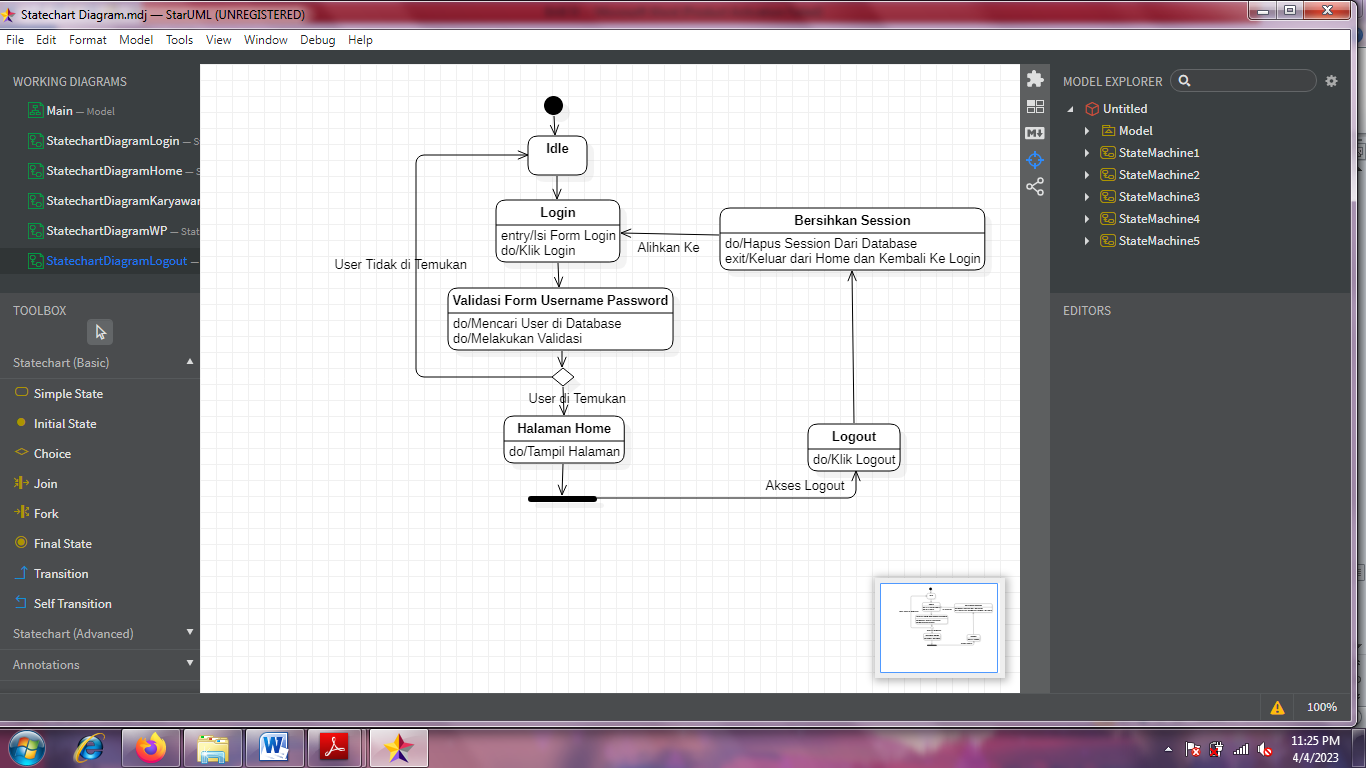 Statechart Diagram.mdj — StarUML (UNREGISTERED)
File Edit Format Model Tools View Window Debug Help
WORKING DIAGRAMS
Main — Model
StatechartDiagramLogin — S
StatechartDiagramHome — S
StatechartDiagramKaryawan
StatechartDiagramWP — Stat
StatechartDiagramLogout —
TOOLBOX
Statechart (Basic)
Simple State
Initial State
Choice
Join
Fork
Final State
Transition
Self Transition
Statechart (Advanced)
Annotations
Idle
Login
entry/Isi Form Login
do/Klik Login
Alihkan Ke
Bersihkan Session
do/Hapus Session Dari Database
exit/Keluar dari Home dan Kembali Ke Login
User Tidak di Temukan
Validasi Form Username Password
do/Mencari User di Database
do/Melakukan Validasi
User di Temukan
Halaman Home
do/Tampil Halaman
Logout
do/Klik Logout
Akses Logout
MODEL EXPLORER
Untitled
Model
StateMachine1
StateMachine2
StateMachine3
StateMachine4
StateMachine5
EDITORS
100%
11:25 PM
4/4/2023